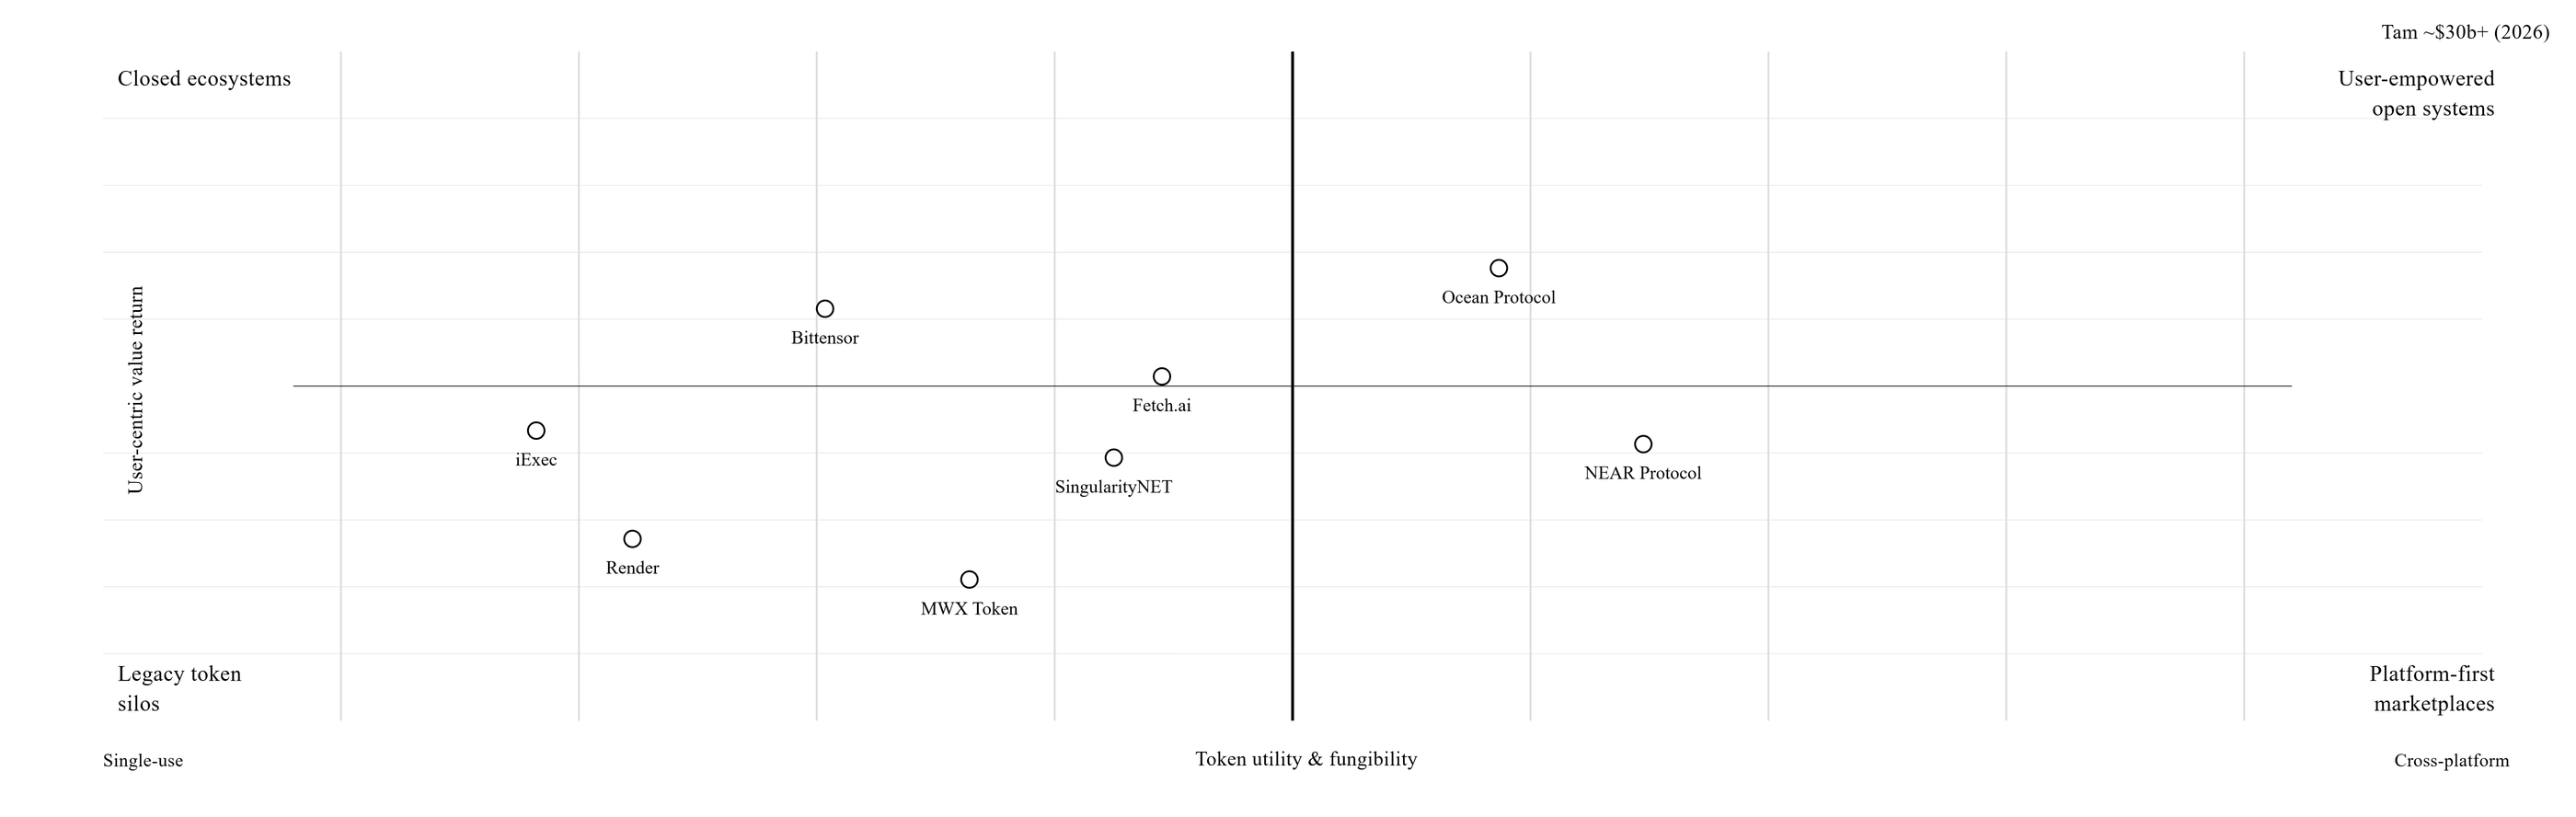 Tam ~$30b+ (2026)
Closed ecosystems
User-empowered
open systems
Ocean Protocol
Bittensor
User-centric value return
Fetch.ai
iExec
NEAR Protocol
SingularityNET
Render
MWX Token
Legacy token
silos
Platform-first
marketplaces
Single-use
Token utility & fungibility
Cross-platform